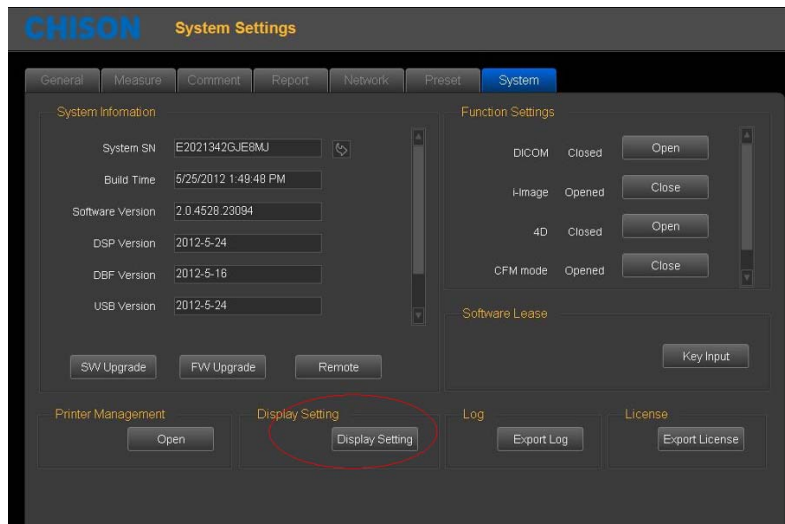 CHISON System Settings
General Measure Comment Report Network Preset System
System Infomation
System SN E2021342GJE8MJ
Build Time 5/25/2012 1:49:48 PM
Software Version 2.0.4528.23094
DSP Version 2012-5-24
DBF Version 2012-5-16
USB Version 2012-5-24
SW Upgrade FW Upgrade Remote
Function Settings
DICOM Closed Open
i-Image Opened Close
4D Closed Open
CFM mode Opened Close
Software Lease
Key Input
Printer Management
Open
Display Setting
Display Setting
Log
Export Log
License
Export License